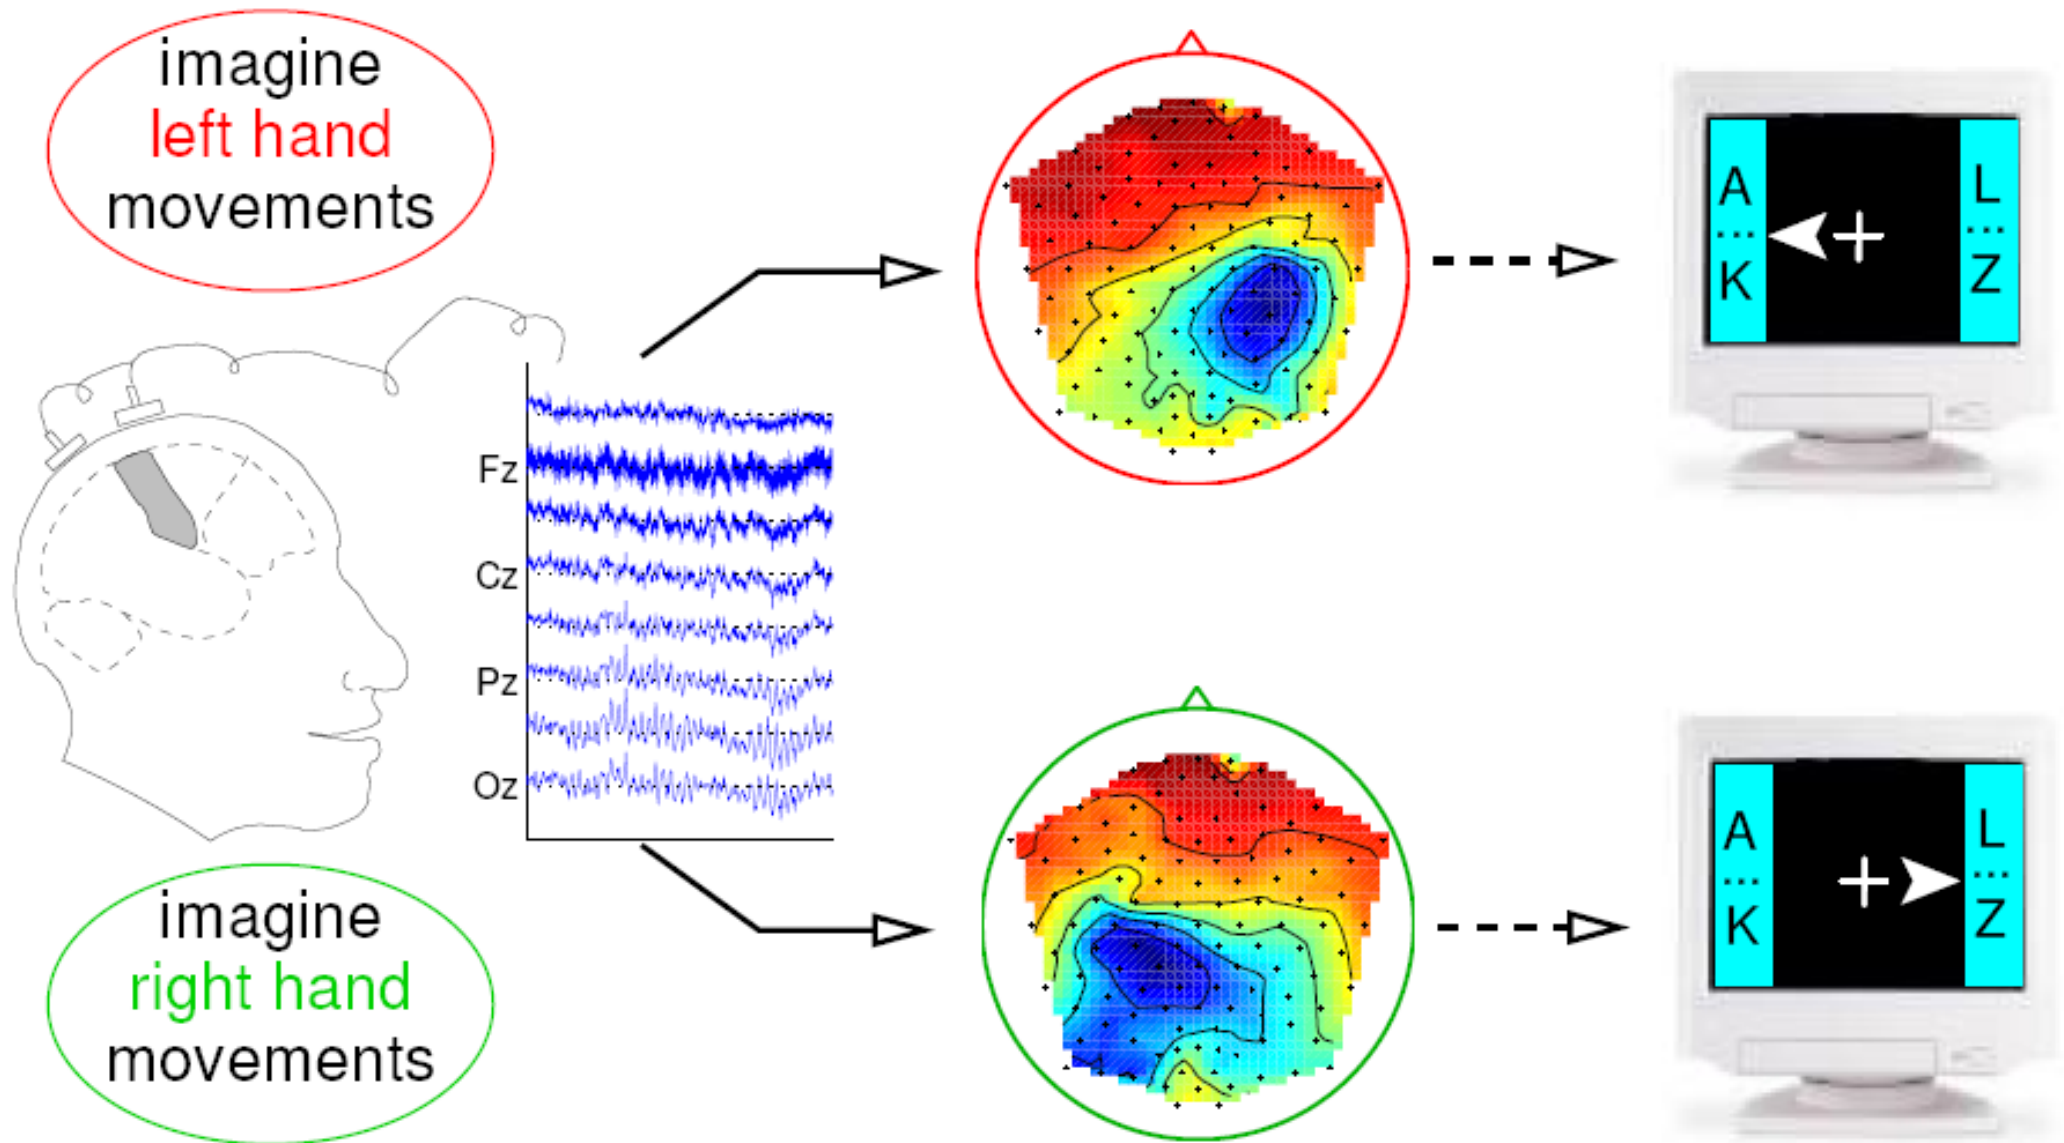 imagine
left hand
movements
Fz
Cz
Pz
Oz
imagine
right hand
movements
A
...
K
L
...
Z
A
...
K
L
...
Z